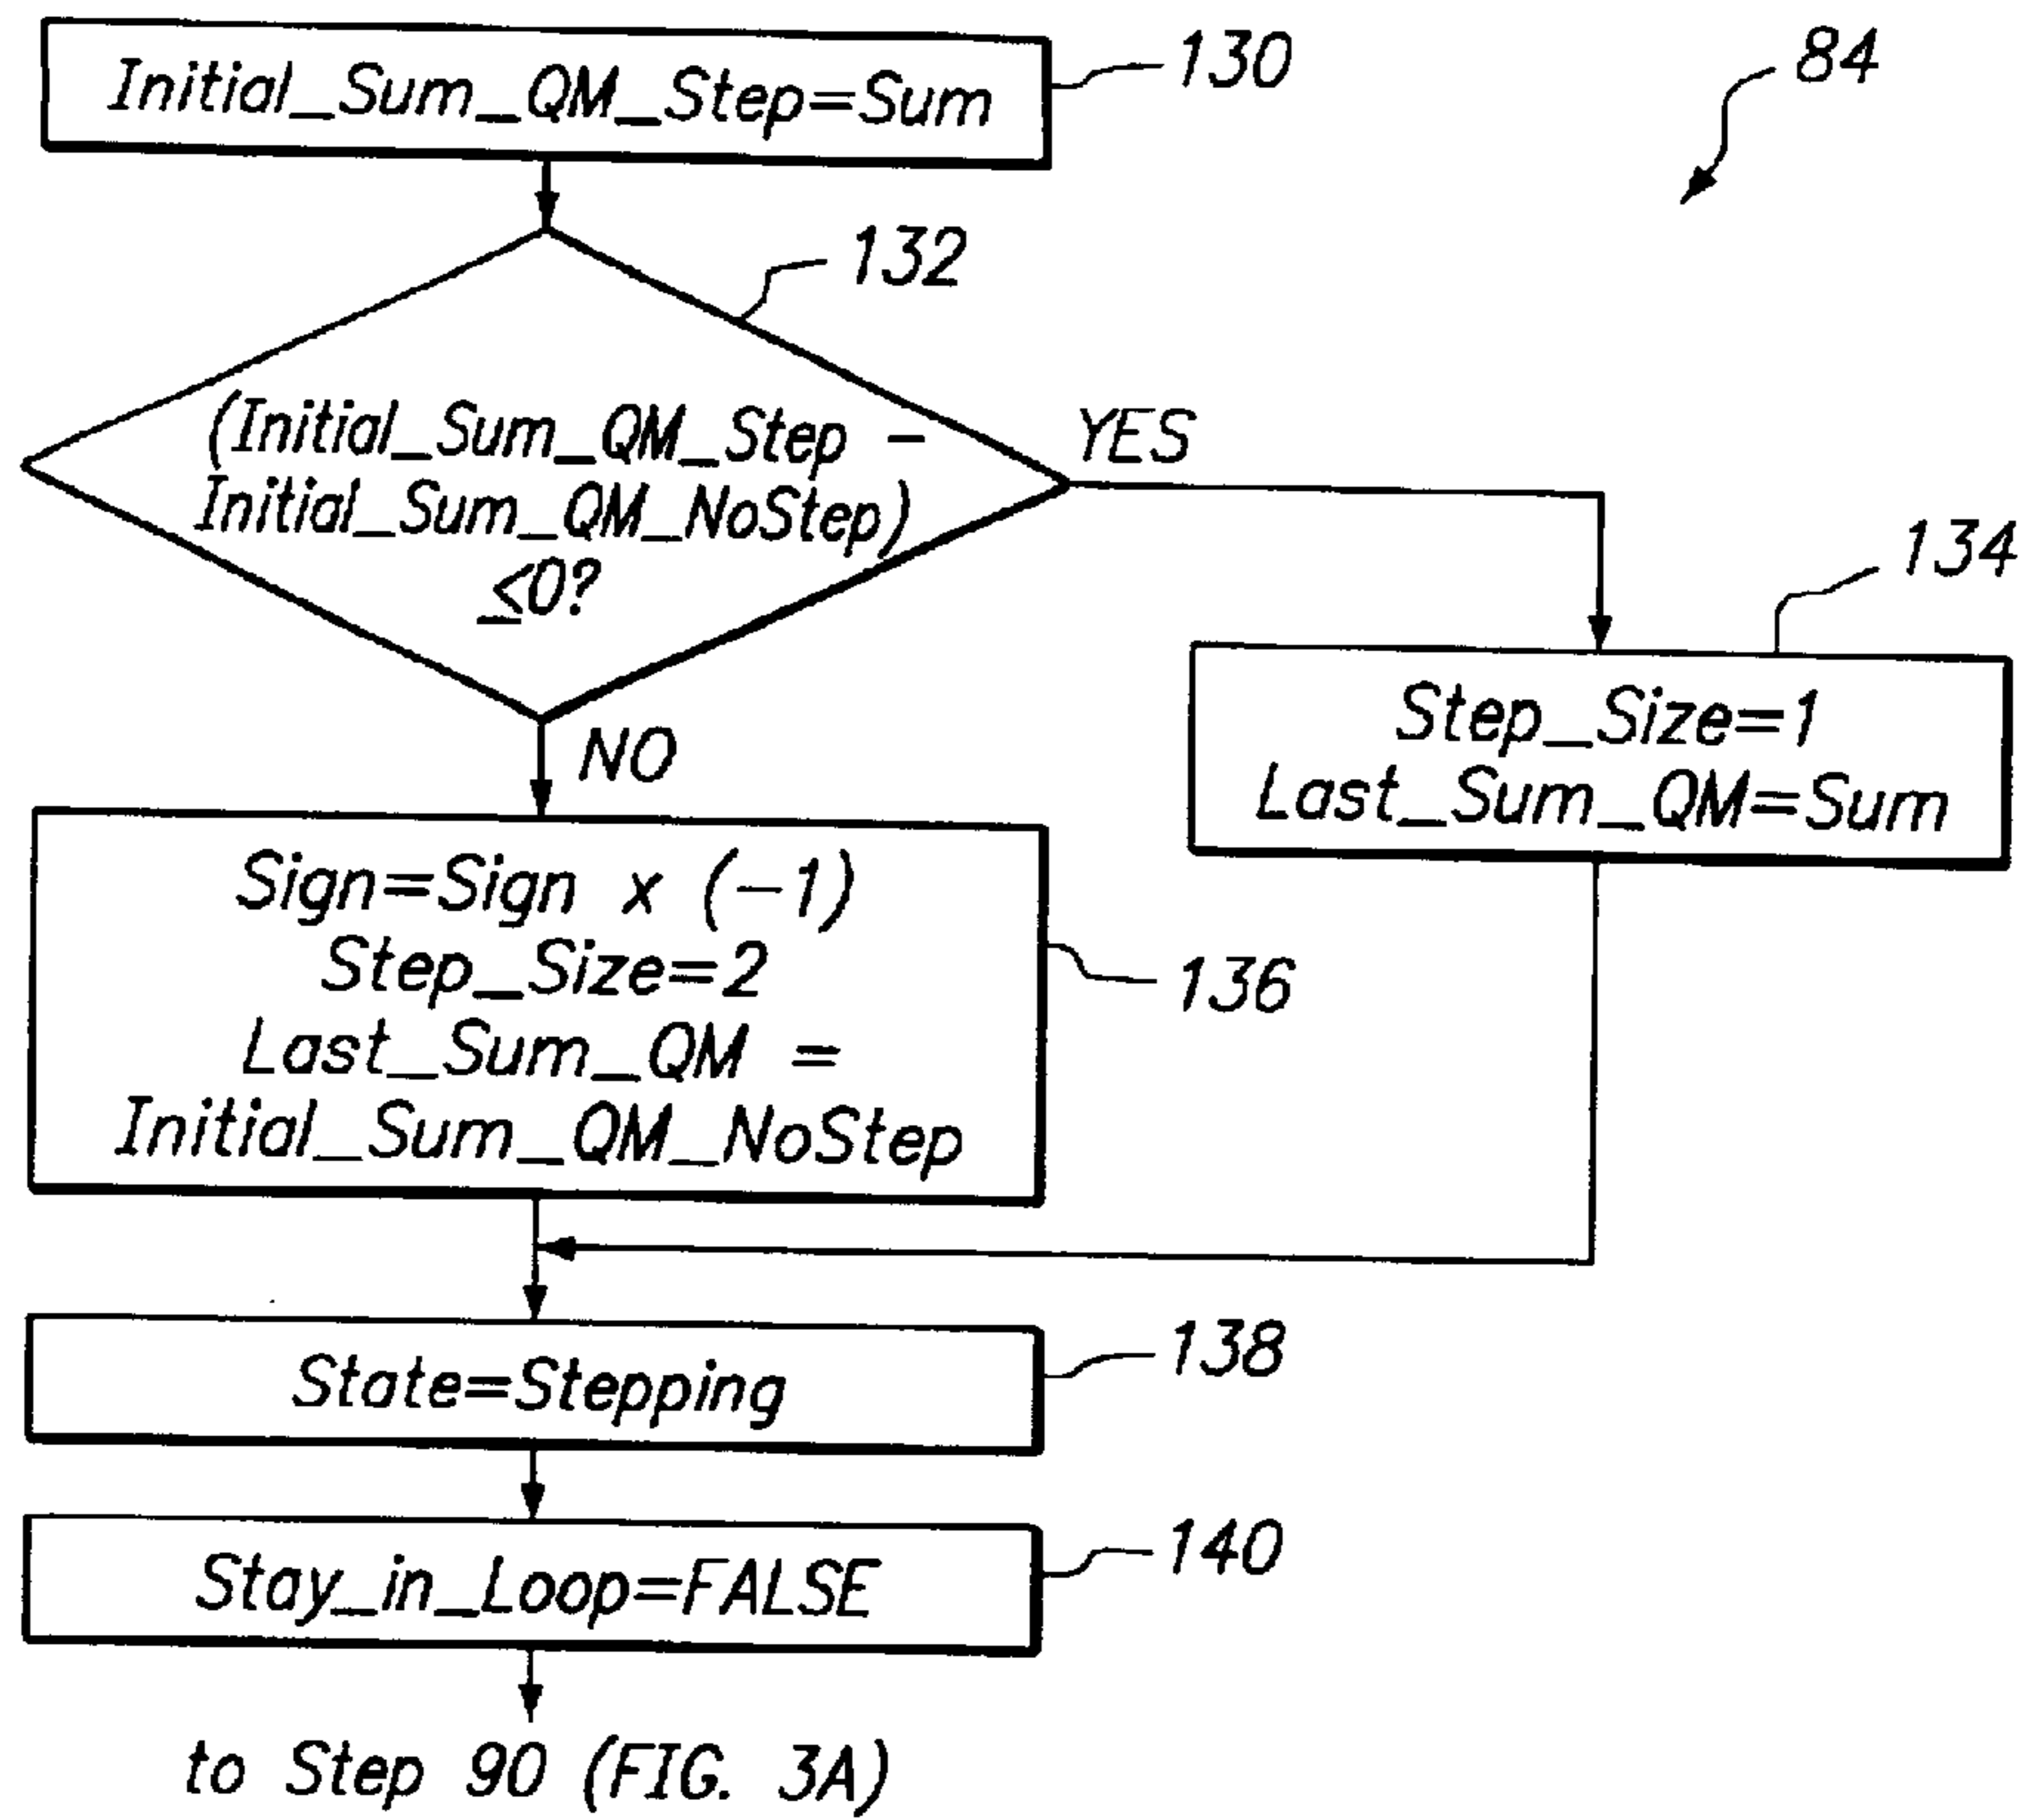 Initial_Sum_QM_Step=Sum
130
84
132
(Initial_Sum_QM_Step –
Initial_Sum_QM_NoStep)
≤0?
YES
NO
134
Step_Size=1
Last_Sum_QM=Sum
Sign=Sign x (–1)
Step_Size=2
Last_Sum_QM =
Initial_Sum_QM_NoStep
136
State=Stepping
138
Stay_in_Loop=FALSE
140
to Step 90 (FIG. 3A)